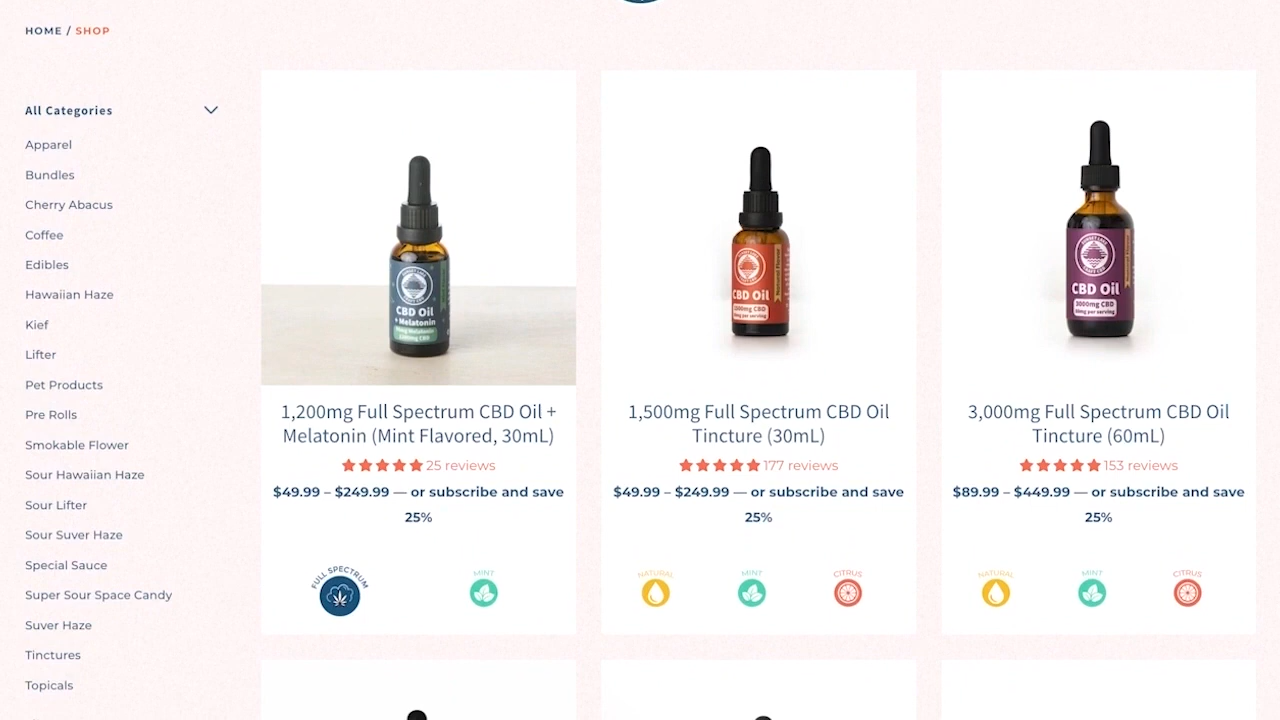 HOME / SHOP
All Categories
Apparel
Bundles
Cherry Abacus
Coffee
Edibles
Hawaiian Haze
Kief
Lifter
Pet Products
Pre Rolls
Smokable Flower
Sour Hawaiian Haze
Sour Lifter
Sour Suver Haze
Special Sauce
Super Sour Space Candy
Suver Haze
Tinctures
Topicals
CBD Oil
+ Melatonin
1,200mg Full Spectrum CBD Oil +
Melatonin (Mint Flavored, 30mL)
25 reviews
$49.99 – $249.99 — or subscribe and save
25%
FULL SPECTRUM
MINT
CBD Oil
1,500mg Full Spectrum CBD Oil
Tincture (30mL)
177 reviews
$49.99 – $249.99 — or subscribe and save
25%
NATURAL
MINT
CITRUS
CBD Oil
3000mg CBD
3,000mg Full Spectrum CBD Oil
Tincture (60mL)
153 reviews
$89.99 – $449.99 — or subscribe and save
25%
NATURAL
MINT
CITRUS